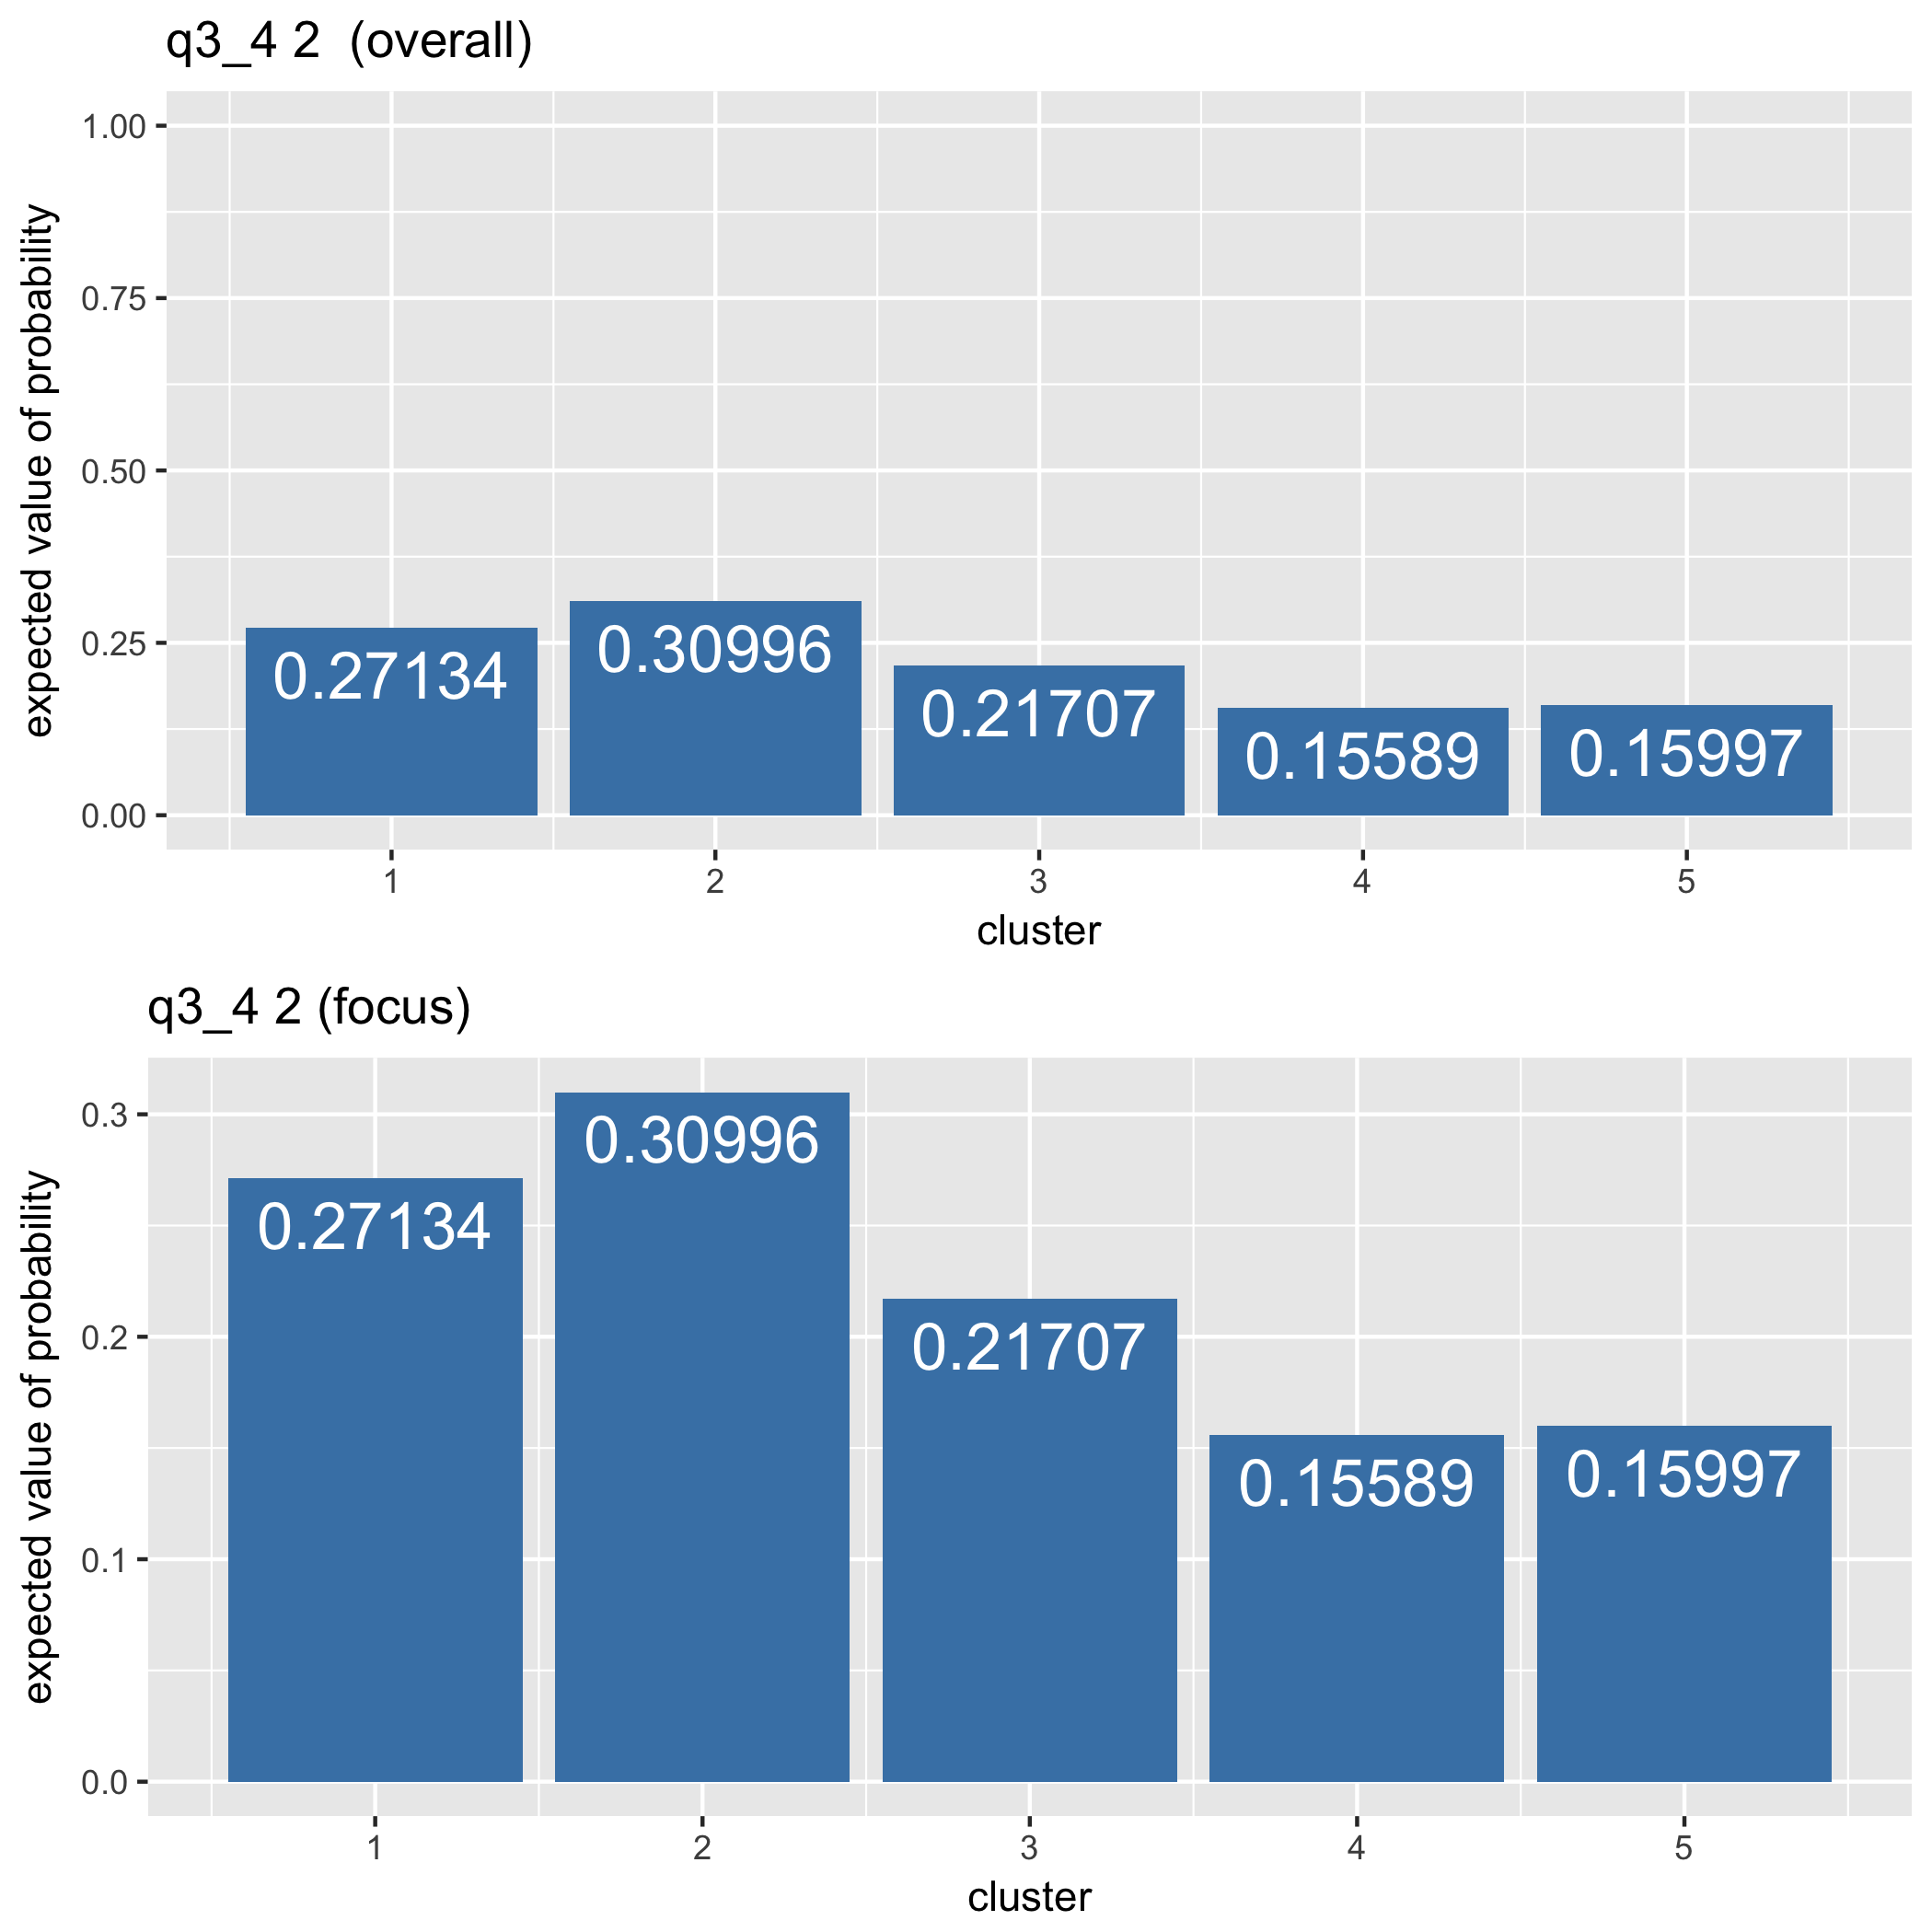 q3_4 2 (overall)
expected value of probability
1.00
0.75
0.50
0.25
0.00
0.27134
0.30996
0.21707
0.15589
0.15997
1 2 3 4 5
cluster
q3_4 2 (focus)
expected value of probability
0.3
0.2
0.1
0.0
0.27134
0.30996
0.21707
0.15589
0.15997
1 2 3 4 5
cluster